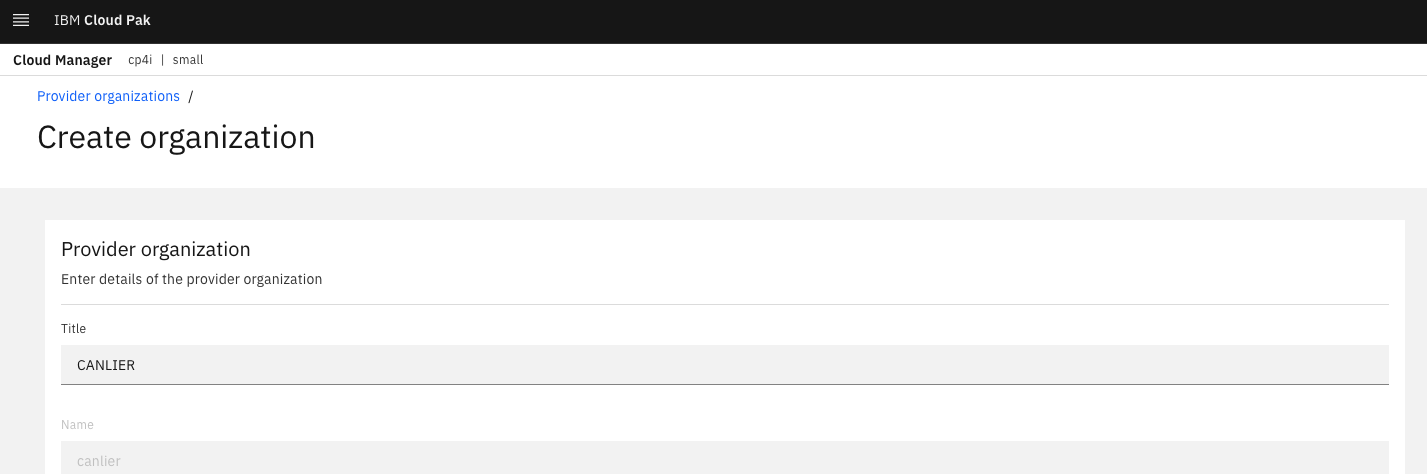 IBM Cloud Pak
Cloud Manager cp4i | small
Provider organizations /
Create organization
Provider organization
Enter details of the provider organization
Title
CANLIER
Name
canlier